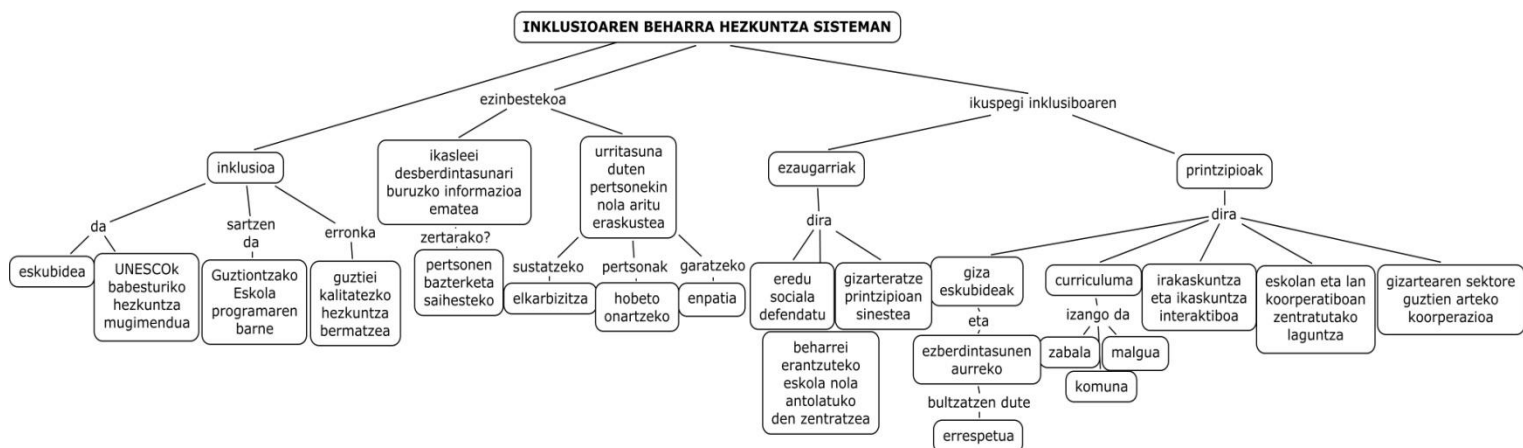 INKLUSIOAREN BEHARRA HEZKUNTZA SISTEMAN
ezinbestekoa
ikuspegi inklusiboaren
inklusioa
ikasleei
desberdintasunari
buruzko informazioa
ematea
urritasuna
duten
pertsonekin
nola aritu
eraskustea
ezaugarriak
printzipioak
da
sartzen
da
erronka
zertarako?
dira
dira
eskubidea
UNESCOk
babesturiko
hezkuntza
mugimendua
Guztiontzako
Eskola
programaren
barne
guztiei
kalitatezko
hezkuntza
bermatzea
pertsonen
bazterketa
saihesteko
sustatzeko
pertsonak
garatzeko
elkarbizitza
hobeto
onartzeko
enpatia
eredu
soziala
defendatu
gizarteratze
printzipioan
sinestea
beharrei
erantzuteko
eskola nola
antolatuko
den zentratzea
giza
eskubideak
eta
ezberdintasunen
aurreko
bultzatzen dute
errespetua
curriculuma
izango da
zabala
malgua
komuna
irakaskuntza
eta ikaskuntza
interaktiboa
eskolan eta lan
kooperatiboan
zentratutako
laguntza
gizartearen sektore
guztien arteko
koorperazioa